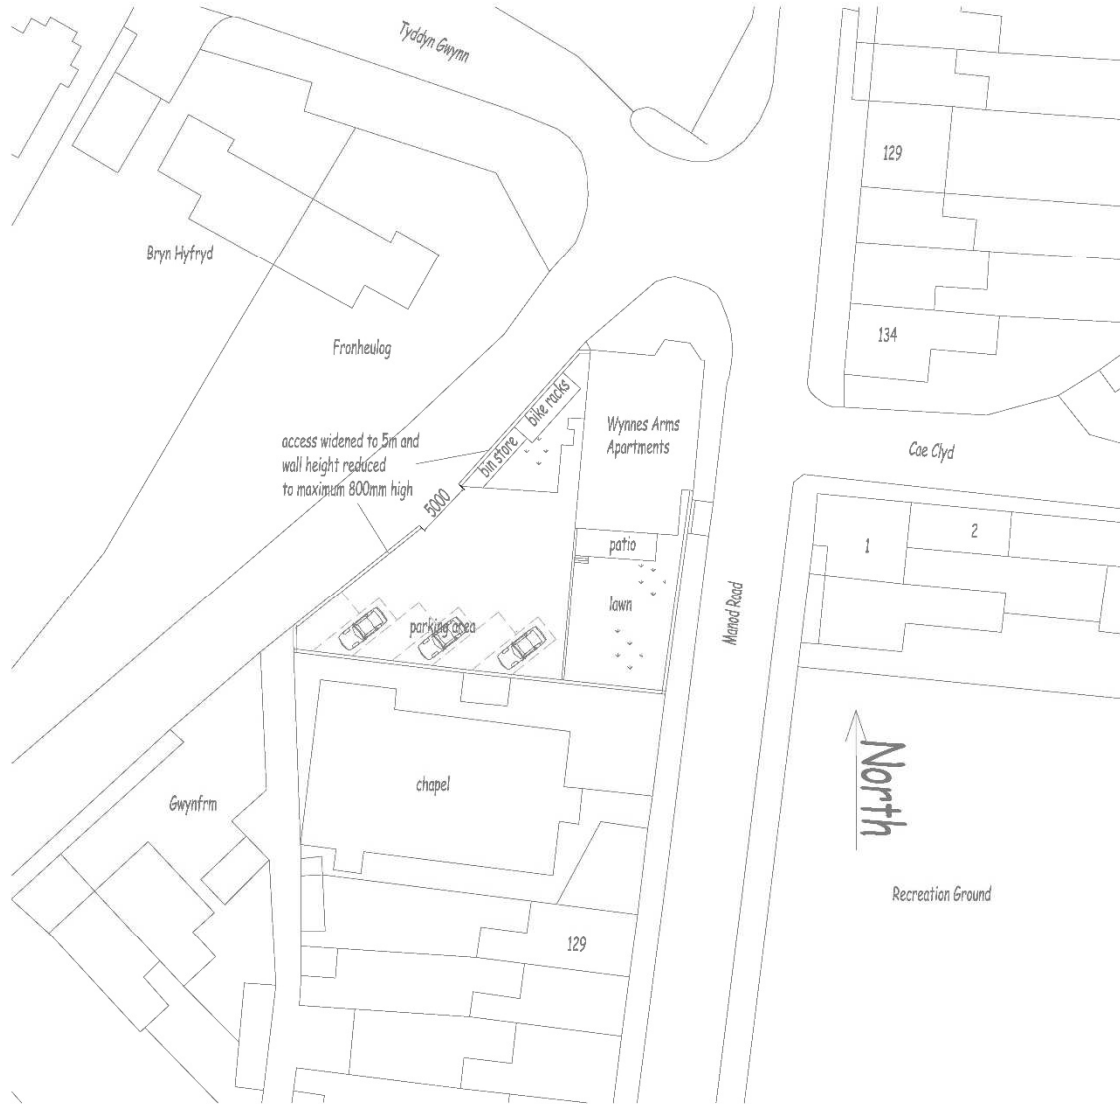 Tyddyn Gwynn
129
Bryn Hyfryd
134
Franheulog
bike racks
Wynnes Arms
Apartments
access widened to 5m and
wall height reduced
to maximum 800mm high
bin store
Cae Clyd
5000
1
2
patio
lawn
Manod Road
parking area
North
chapel
Gwynfrm
Recreation Ground
129